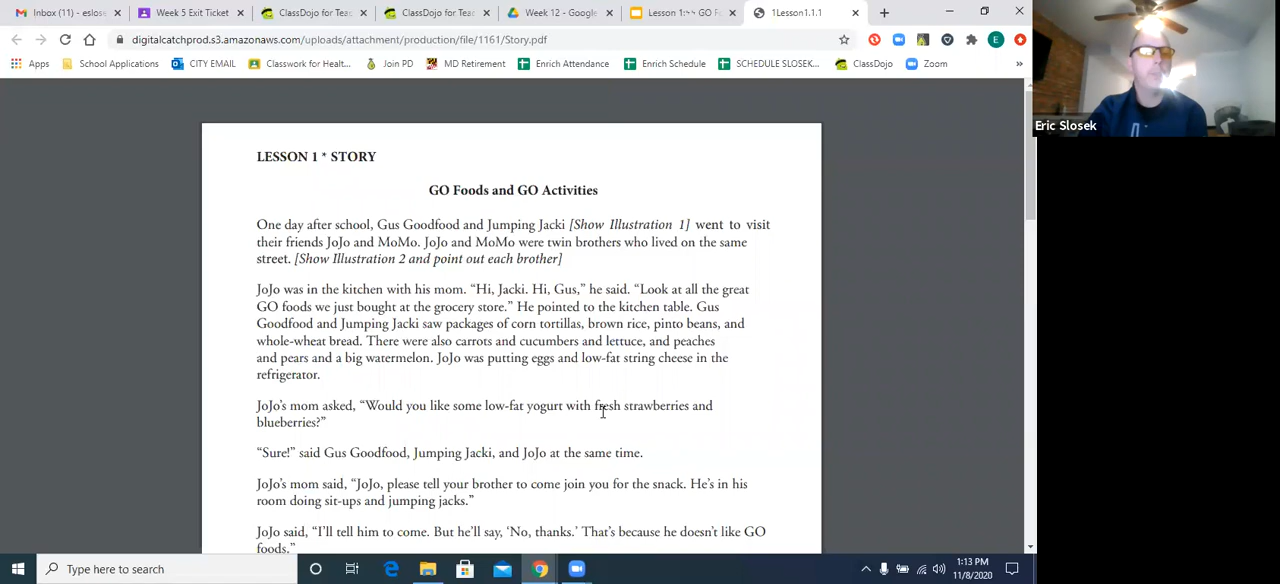 Inbox (11) - eslose
Week 5 Exit Ticket
ClassDojo for Teac
ClassDojo for Teac
Week 12 - Google
Lesson 1:
GO F
1Lesson1.1.1
digitalcatchprod.s3.amazonaws.com/uploads/attachment/production/file/1161/Story.pdf
E
Apps
School Applications
CITY EMAIL
Classwork for Healt...
Join PD
MD Retirement
Enrich Attendance
Enrich Schedule
SCHEDULE SLOSEK...
ClassDojo
Zoom
»
Eric Slosek
LESSON 1 * STORY
GO Foods and GO Activities
One day after school, Gus Goodfood and Jumping Jacki [Show Illustration 1] went to visit
their friends JoJo and MoMo. JoJo and MoMo were twin brothers who lived on the same
street. [Show Illustration 2 and point out each brother]
JoJo was in the kitchen with his mom. “Hi, Jacki. Hi, Gus,” he said. “Look at all the great
GO foods we just bought at the grocery store.” He pointed to the kitchen table. Gus
Goodfood and Jumping Jacki saw packages of corn tortillas, brown rice, pinto beans, and
whole-wheat bread. There were also carrots and cucumbers and lettuce, and peaches
and pears and a big watermelon. JoJo was putting eggs and low-fat string cheese in the
refrigerator.
JoJo’s mom asked, “Would you like some low-fat yogurt with fresh strawberries and
blueberries?”
“Sure!” said Gus Goodfood, Jumping Jacki, and JoJo at the same time.
JoJo’s mom said, “JoJo, please tell your brother to come join you for the snack. He’s in his
room doing sit-ups and jumping jacks.”
JoJo said, “I’ll tell him to come. But he’ll say, ‘No, thanks.’ That’s because he doesn’t like GO
foods.”
Type here to search
1:13 PM
11/8/2020